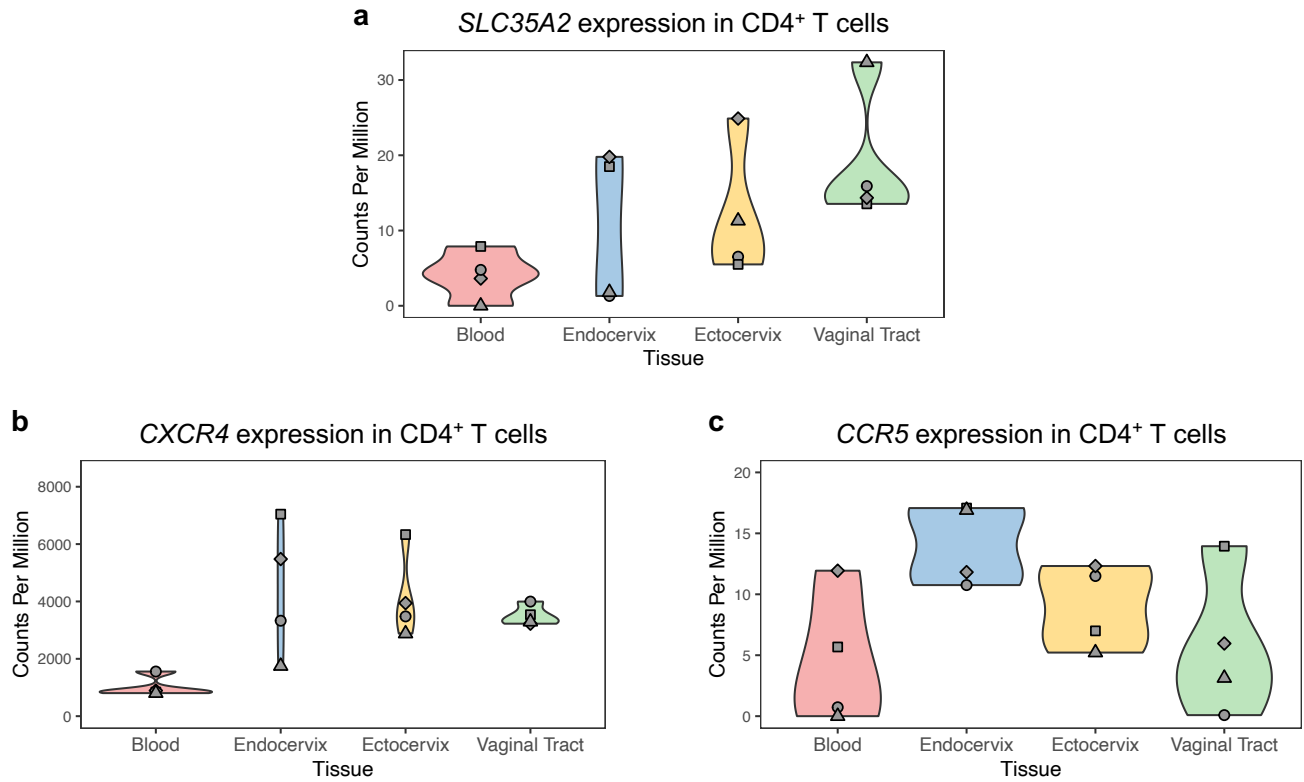 a
SLC35A2 expression in CD4⁺ T cells
Counts Per Million
30
20
10
0
Blood Endocervix Ectocervix Vaginal Tract
Tissue
b
CXCR4 expression in CD4⁺ T cells
Counts Per Million
8000
6000
4000
2000
0
Blood Endocervix Ectocervix Vaginal Tract
Tissue
c
CCR5 expression in CD4⁺ T cells
Counts Per Million
20
15
10
5
0
Blood Endocervix Ectocervix Vaginal Tract
Tissue